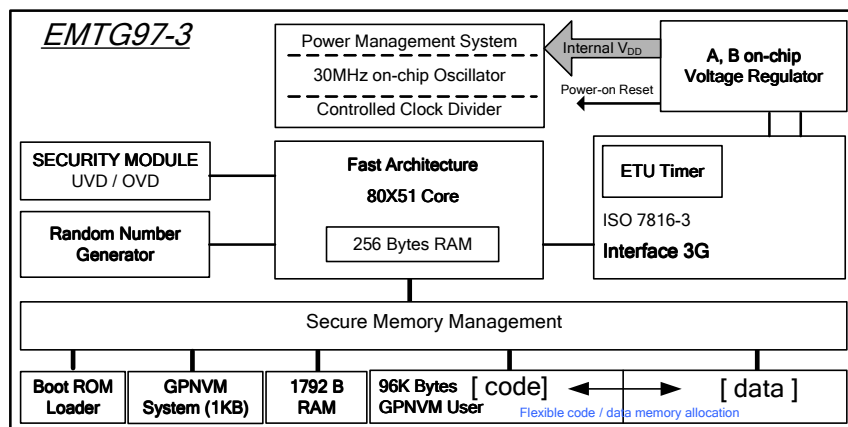 EMTG97-3
Power Management System
30MHz on-chip Oscillator
Controlled Clock Divider
Internal VDD
Power-on Reset
A, B on-chip
Voltage Regulator
SECURITY MODULE
UVD / OVD
Random Number
Generator
Fast Architecture
80X51 Core
256 Bytes RAM
ETU Timer
ISO 7816-3
Interface 3G
Secure Memory Management
Boot ROM
Loader
GPNVM
System (1KB)
1792 B
RAM
96K Bytes [ code]
GPNVM User
[ data ]
Flexible code / data memory allocation